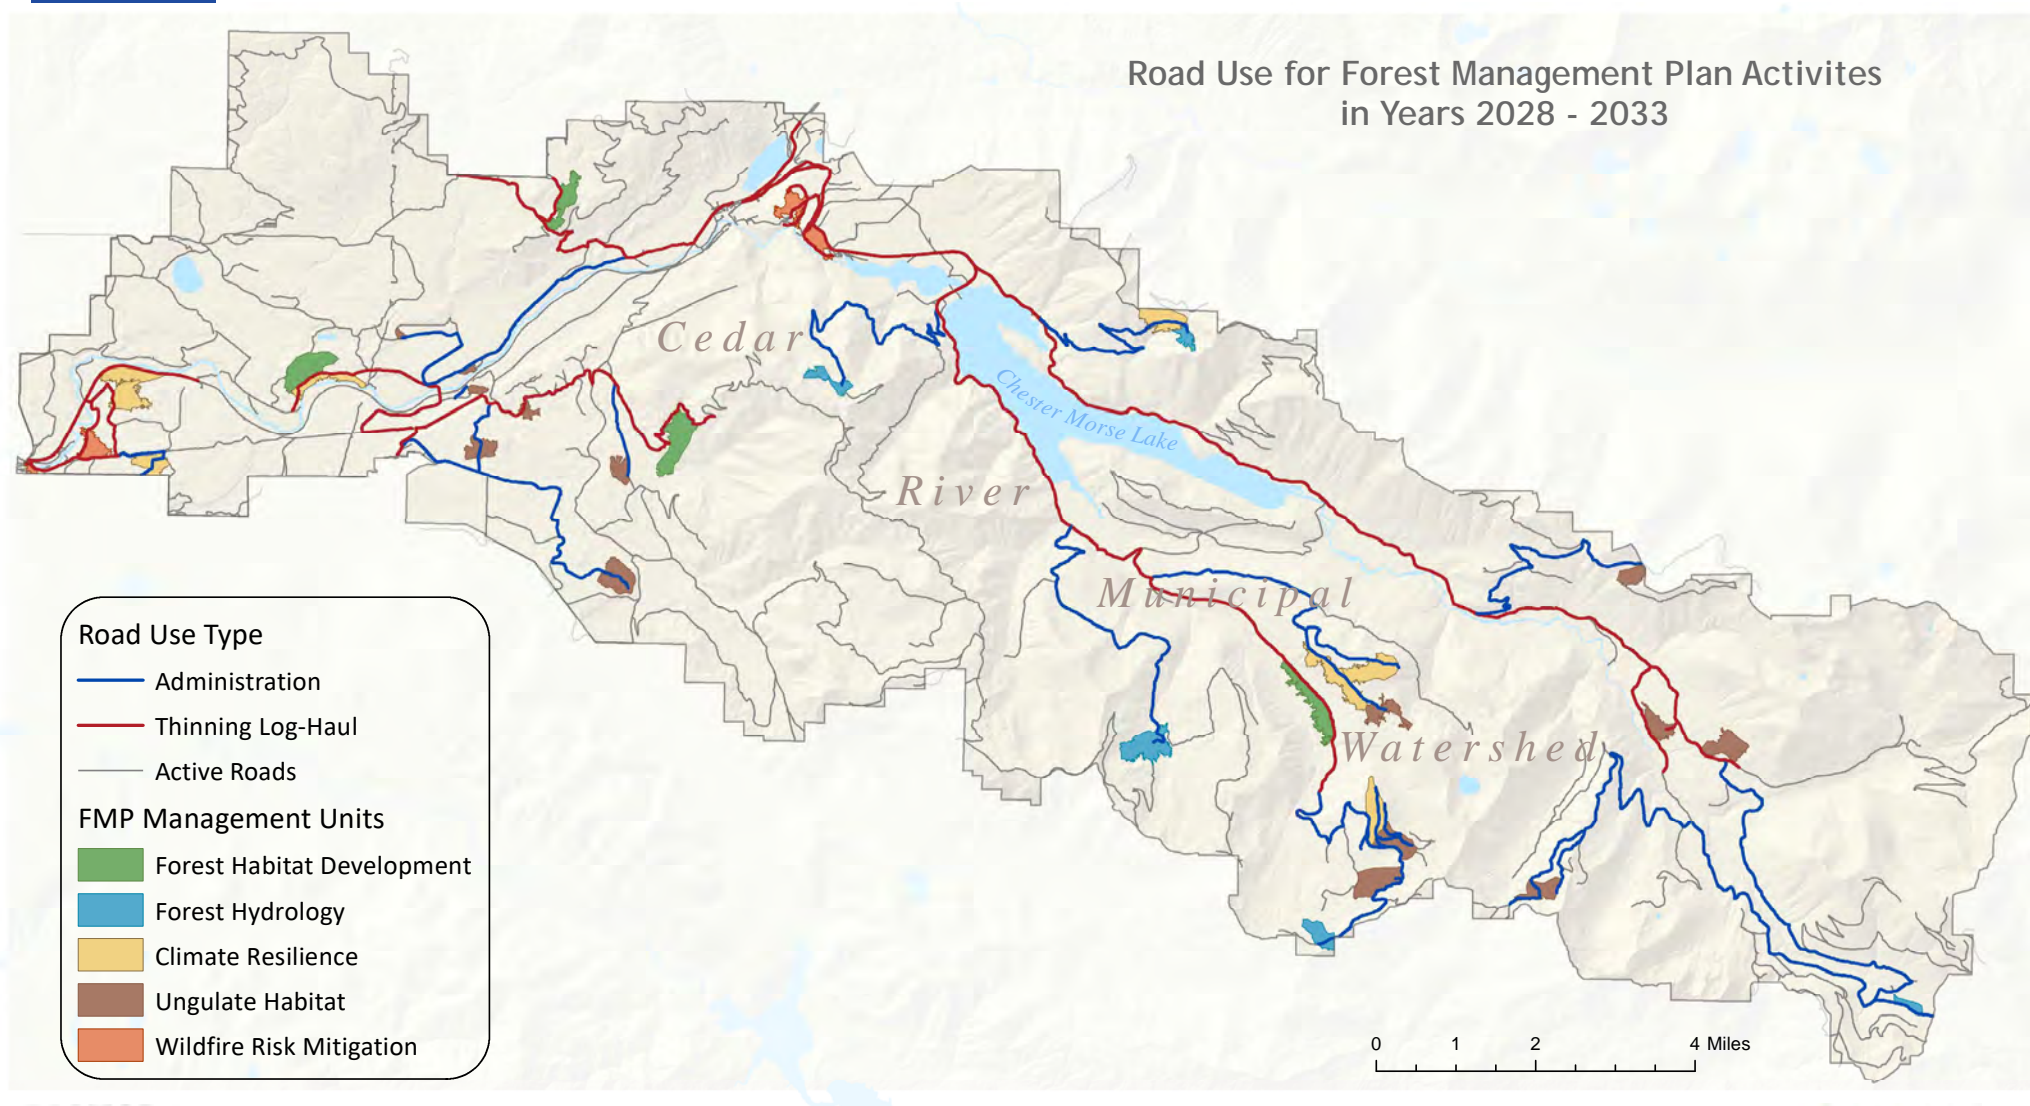 Road Use for Forest Management Plan Activites
in Years 2028 - 2033
Cedar
Chester Morse Lake
River
Municipal
Watershed
Road Use Type
Administration
Thinning Log-Haul
Active Roads
FMP Management Units
Forest Habitat Development
Forest Hydrology
Climate Resilience
Ungulate Habitat
Wildfire Risk Mitigation
0 1 2 4 Miles